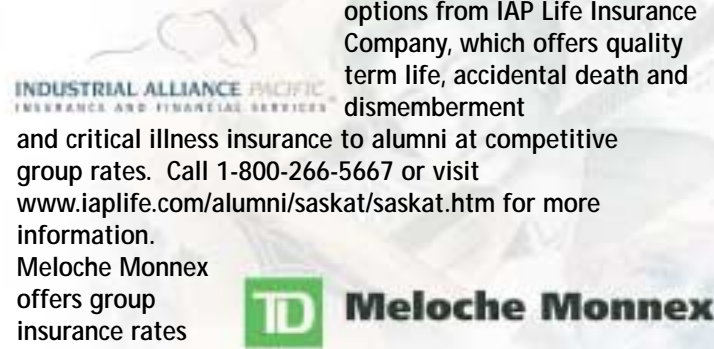 options from IAP Life Insurance
Company, which offers quality
term life, accidental death and
dismemberment
INDUSTRIAL ALLIANCE PACIFIC
INSURANCE AND FINANCIAL SERVICES
and critical illness insurance to alumni at competitive
group rates. Call 1-800-266-5667 or visit
www.iaplife.com/alumni/saskat/saskat.htm for more
information.
Meloche Monnex
offers group
insurance rates
TD Meloche Monnex